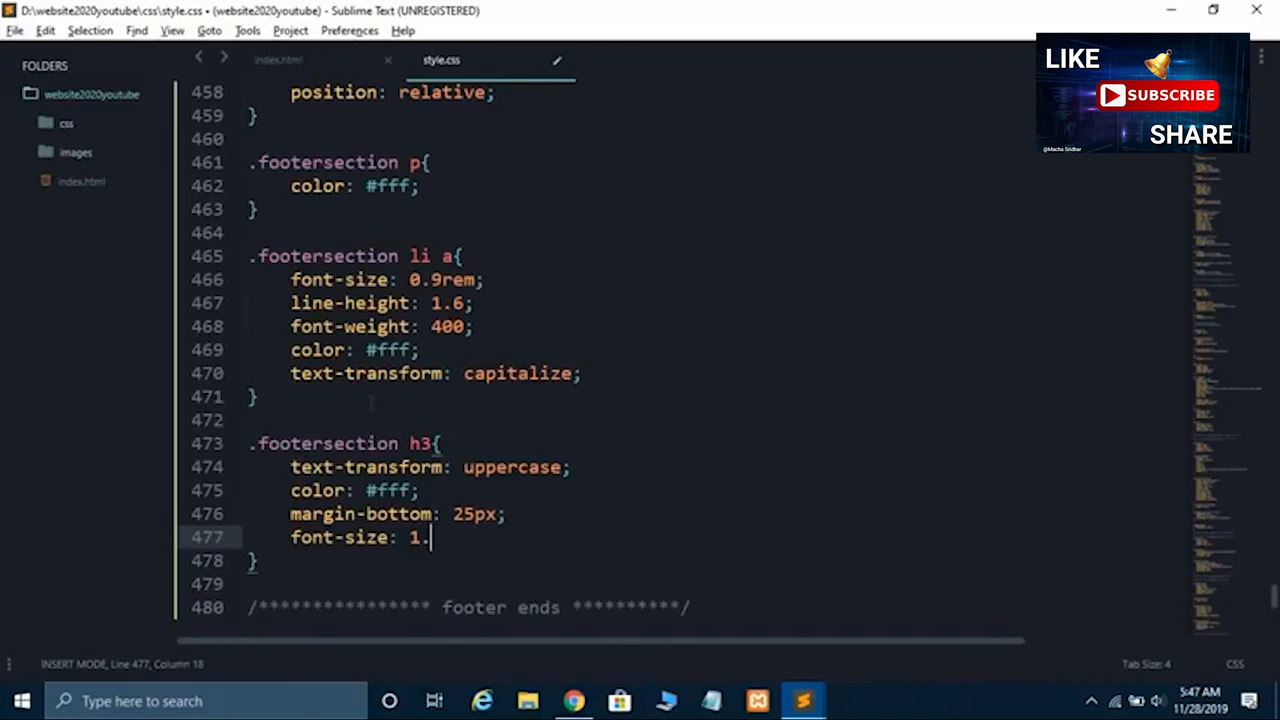 D:\website2020youtube\css\style.css • (website2020youtube) - Sublime Text (UNREGISTERED)
File Edit Selection Find View Goto Tools Project Preferences Help
LIKE
SUBSCRIBE
SHARE
@Macha Sridhar
FOLDERS
website2020youtube
css
images
index.html
index.html
style.css
458 position: relative;
459 }
460
461 .footersection p{
462 color: #fff;
463 }
464
465 .footersection li a{
466 font-size: 0.9rem;
467 line-height: 1.6;
468 font-weight: 400;
469 color: #fff;
470 text-transform: capitalize;
471 }
472
473 .footersection h3{
474 text-transform: uppercase;
475 color: #fff;
476 margin-bottom: 25px;
477 font-size: 1.
478 }
479
480 /**************** footer ends **********/
INSERT MODE, Line 477, Column 18
Tab Size: 4 CSS
Type here to search
5:47 AM
11/28/2019